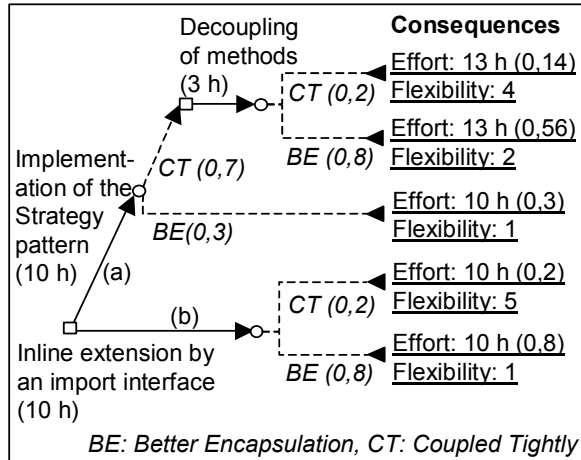 Consequences
Decoupling
of methods
(3 h)
CT (0,2)
Effort: 13 h (0,14)
Flexibility: 4
BE (0,8)
Effort: 13 h (0,56)
Flexibility: 2
Implement-
ation of the
Strategy
pattern
(10 h)
CT (0,7)
BE(0,3)
Effort: 10 h (0,3)
Flexibility: 1
(a)
(b)
CT (0,2)
Effort: 10 h (0,2)
Flexibility: 5
BE (0,8)
Effort: 10 h (0,8)
Flexibility: 1
Inline extension by
an import interface
(10 h)
BE: Better Encapsulation, CT: Coupled Tightly